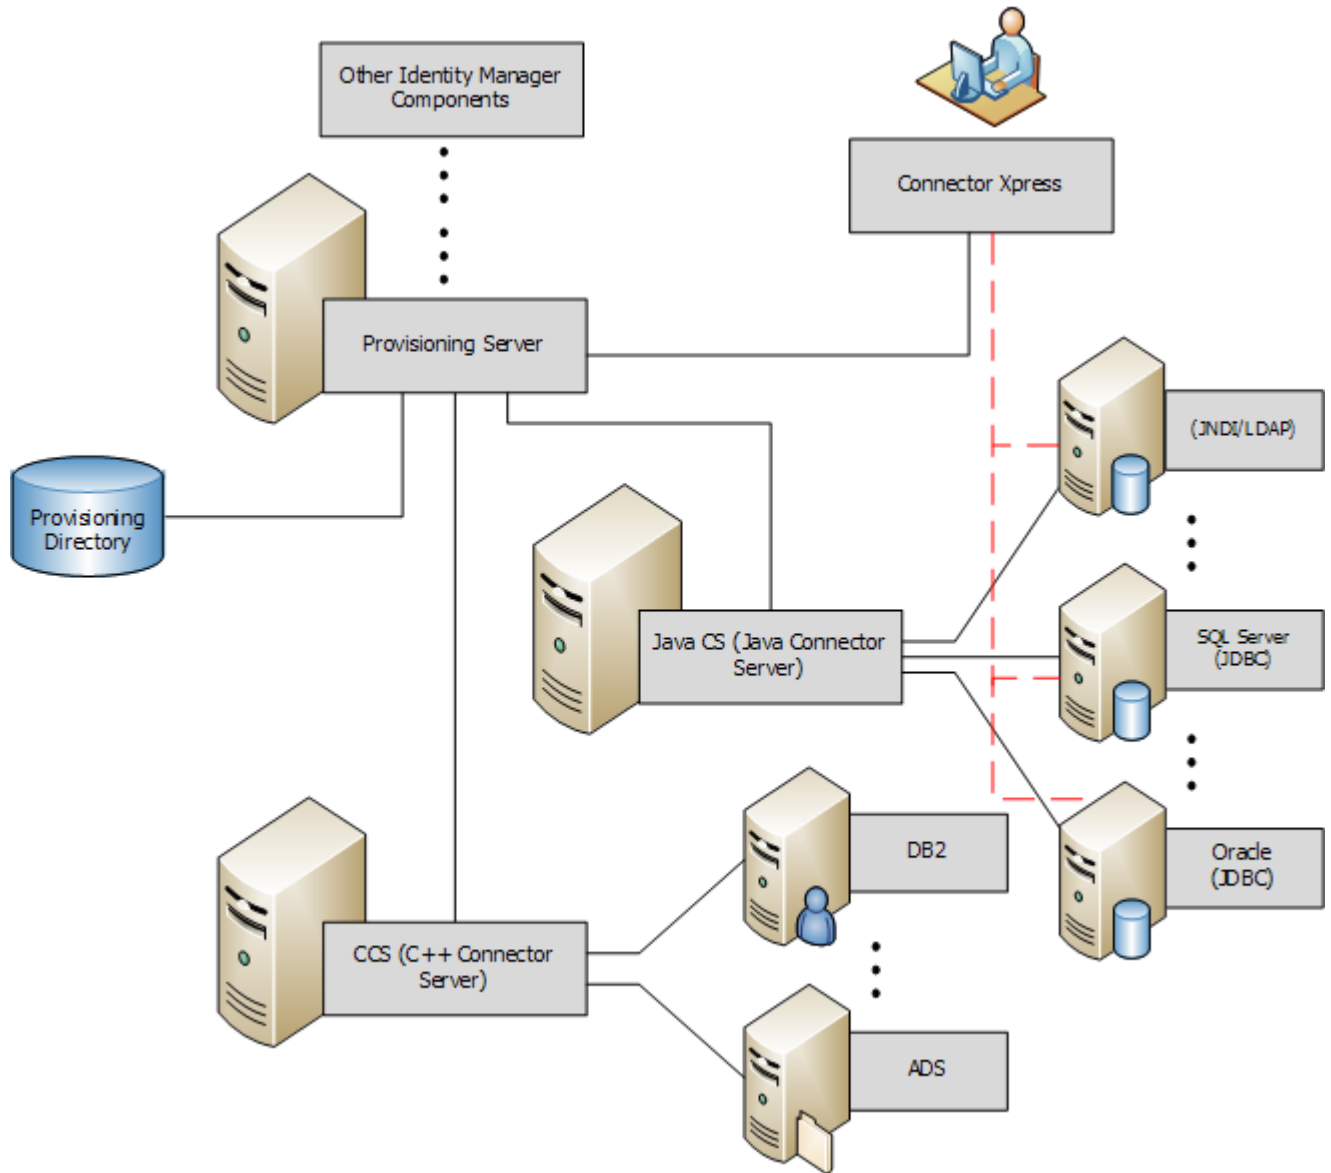 Other Identity Manager
Components
Connector Xpress
Provisioning Server
(JNDI/LDAP)
Provisioning
Directory
Java CS (Java Connector
Server)
SQL Server
(JDBC)
DB2
Oracle
(JDBC)
CCS (C++ Connector
Server)
ADS